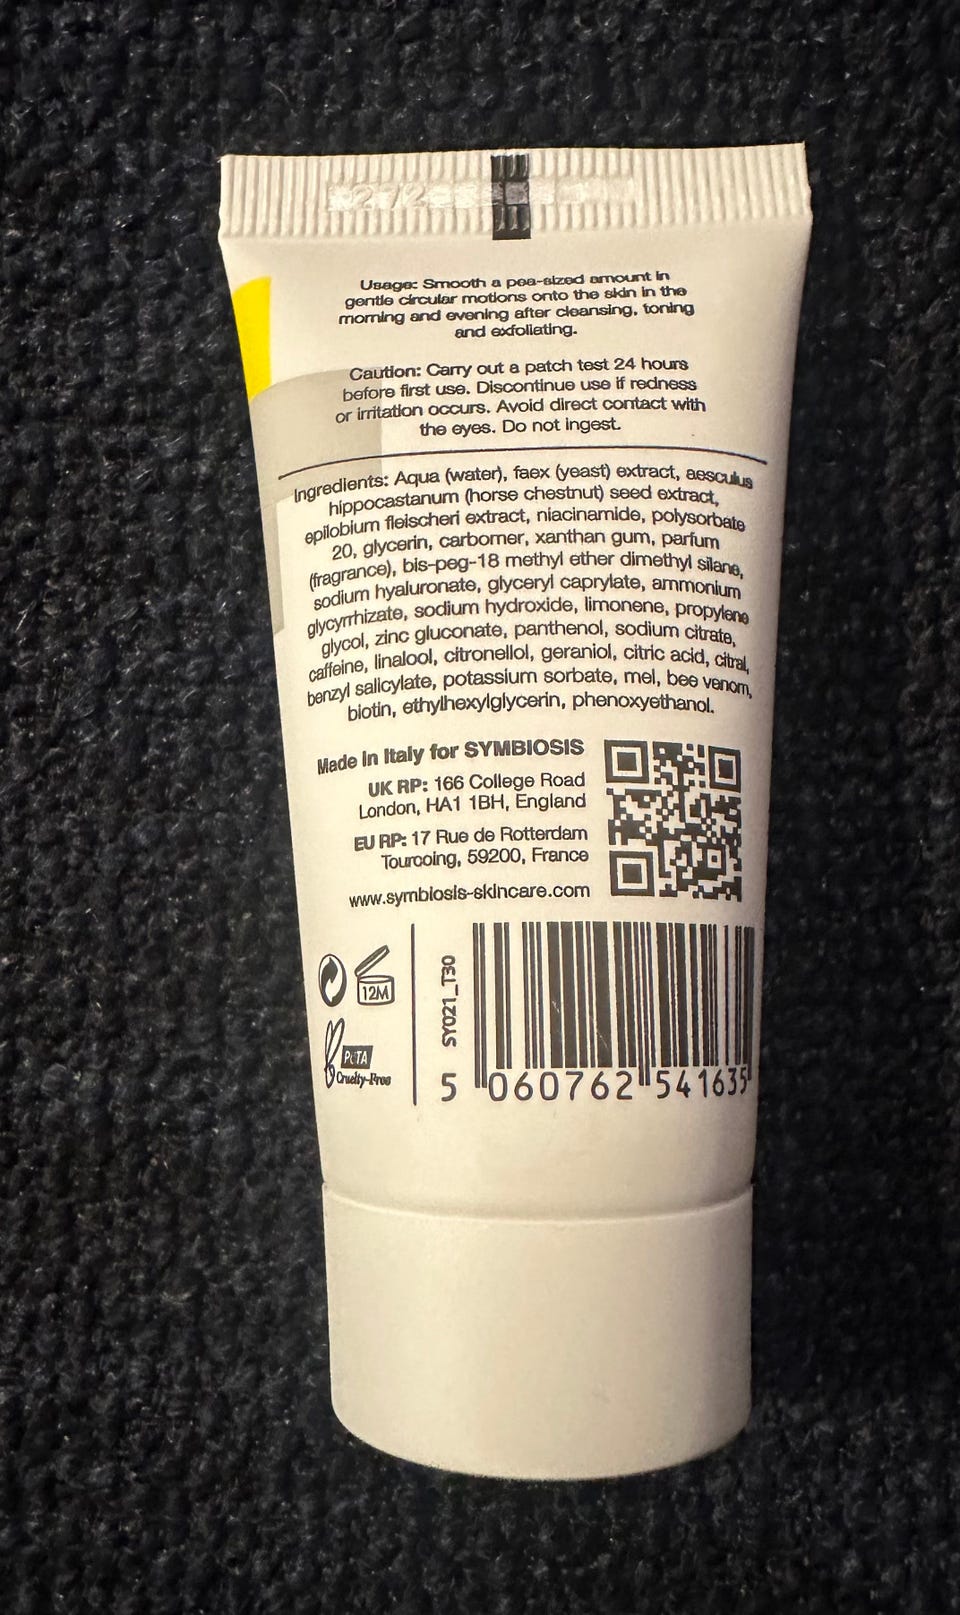 Usage: Smooth a pea-sized amount in
gentle circular motions onto the skin in the
morning and evening after cleansing, toning
and exfoliating.
Caution: Carry out a patch test 24 hours
before first use. Discontinue use if redness
or irritation occurs. Avoid direct contact with
the eyes. Do not ingest.
Ingredients: Aqua (water), faex (yeast) extract, aesculus
hippocastanum (horse chestnut) seed extract,
epilobium fleischeri extract, niacinamide, polysorbate
20, glycerin, carbomer, xanthan gum, parfum
(fragrance), bis-peg-18 methyl ether dimethyl silane,
sodium hyaluronate, glyceryl caprylate, ammonium
glycyrrhizate, sodium hydroxide, limonene, propylene
glycol, zinc gluconate, panthenol, sodium citrate,
caffeine, linalool, citronellol, geraniol, citric acid, citral,
benzyl salicylate, potassium sorbate, mel, bee venom,
biotin, ethylhexylglycerin, phenoxyethanol.
Made In Italy for SYMBIOSIS
UK RP: 166 College Road
London, HA1 1BH, England
EU RP: 17 Rue de Rotterdam
Tourcoing, 59200, France
www.symbiosis-skincare.com
12M
PETA
Cruelty-Free
SY021_T30
5 060762 541635